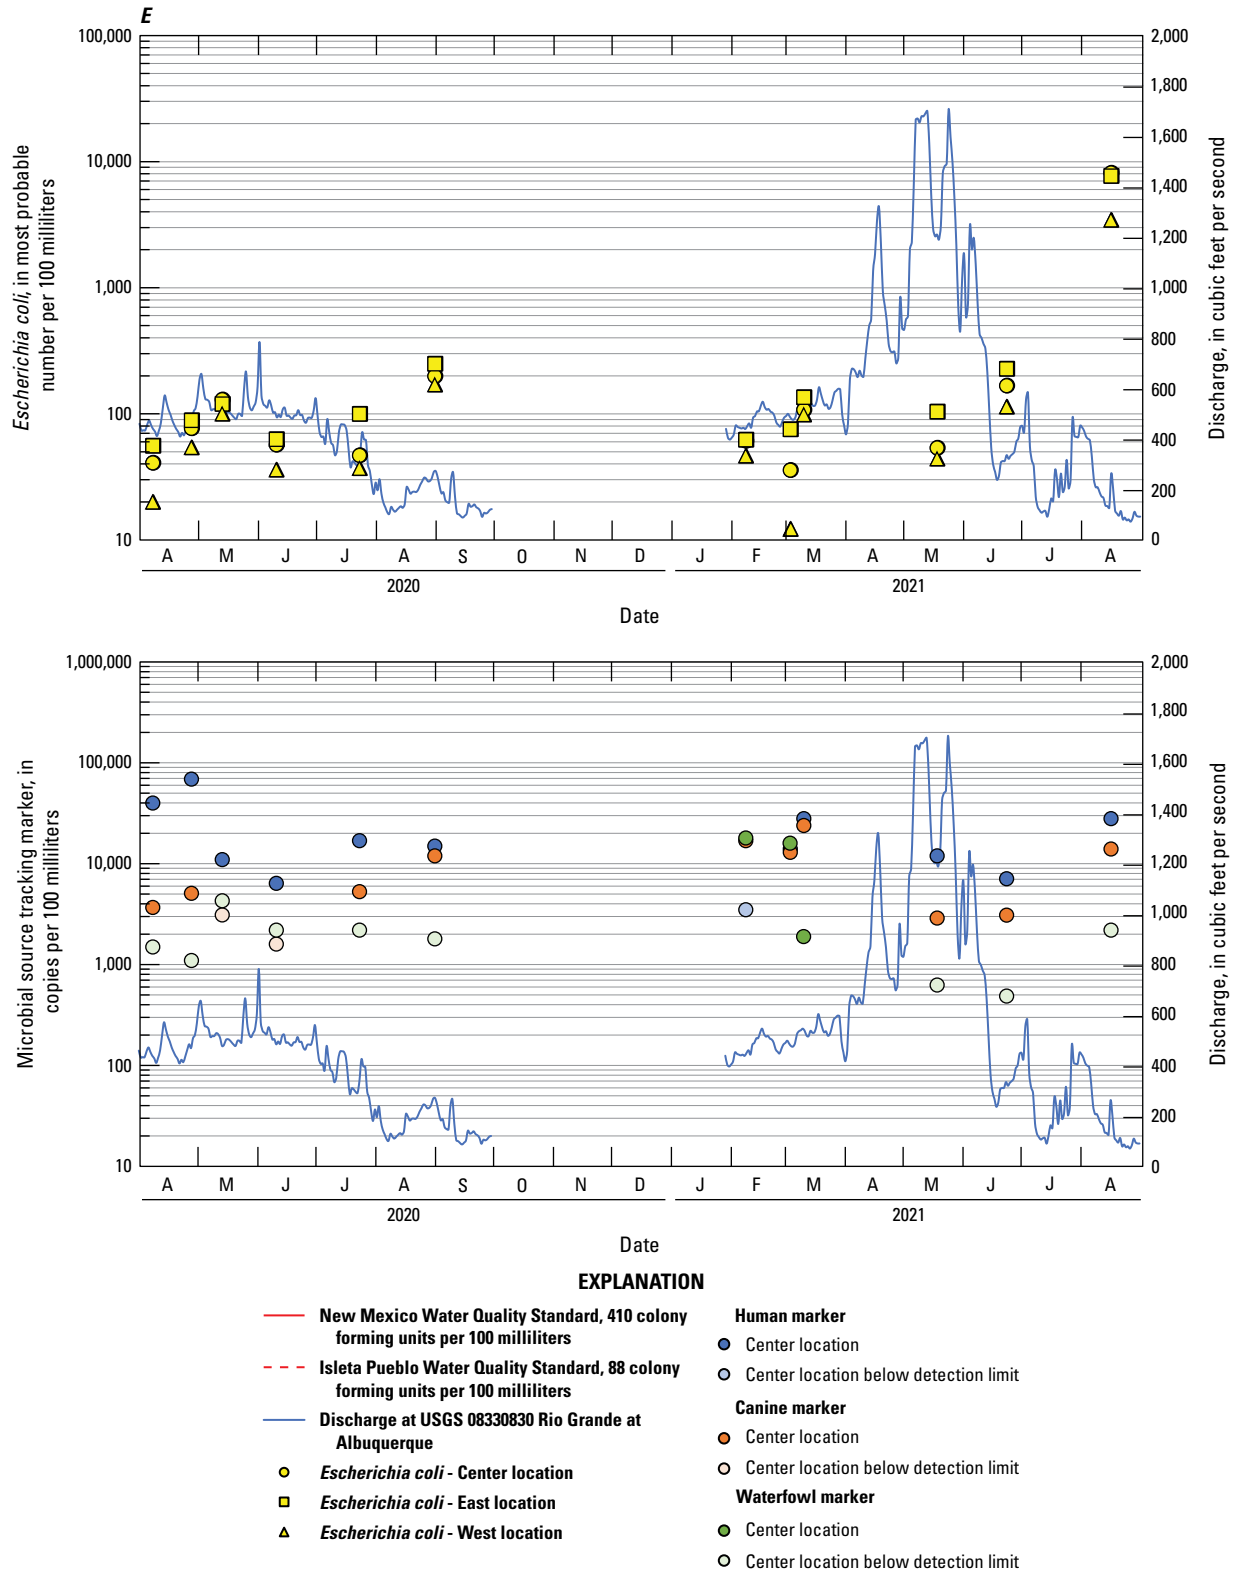 E
100,000
10,000
1,000
100
10
Escherichia coli, in most probable
number per 100 milliliters
2,000
1,800
1,600
1,400
1,200
1,000
800
600
400
200
0
Discharge, in cubic feet per second
A M J J A S O N D J F M A M J J A
2020 2021
Date
1,000,000
100,000
10,000
1,000
100
10
Microbial source tracking marker, in
copies per 100 milliliters
2,000
1,800
1,600
1,400
1,200
1,000
800
600
400
200
0
Discharge, in cubic feet per second
A M J J A S O N D J F M A M J J A
2020 2021
Date
EXPLANATION
New Mexico Water Quality Standard, 410 colony
forming units per 100 milliliters
Isleta Pueblo Water Quality Standard, 88 colony
forming units per 100 milliliters
Discharge at USGS 08330830 Rio Grande at
Albuquerque
Escherichia coli - Center location
Escherichia coli - East location
Escherichia coli - West location
Human marker
Center location
Center location below detection limit
Canine marker
Center location
Center location below detection limit
Waterfowl marker
Center location
Center location below detection limit